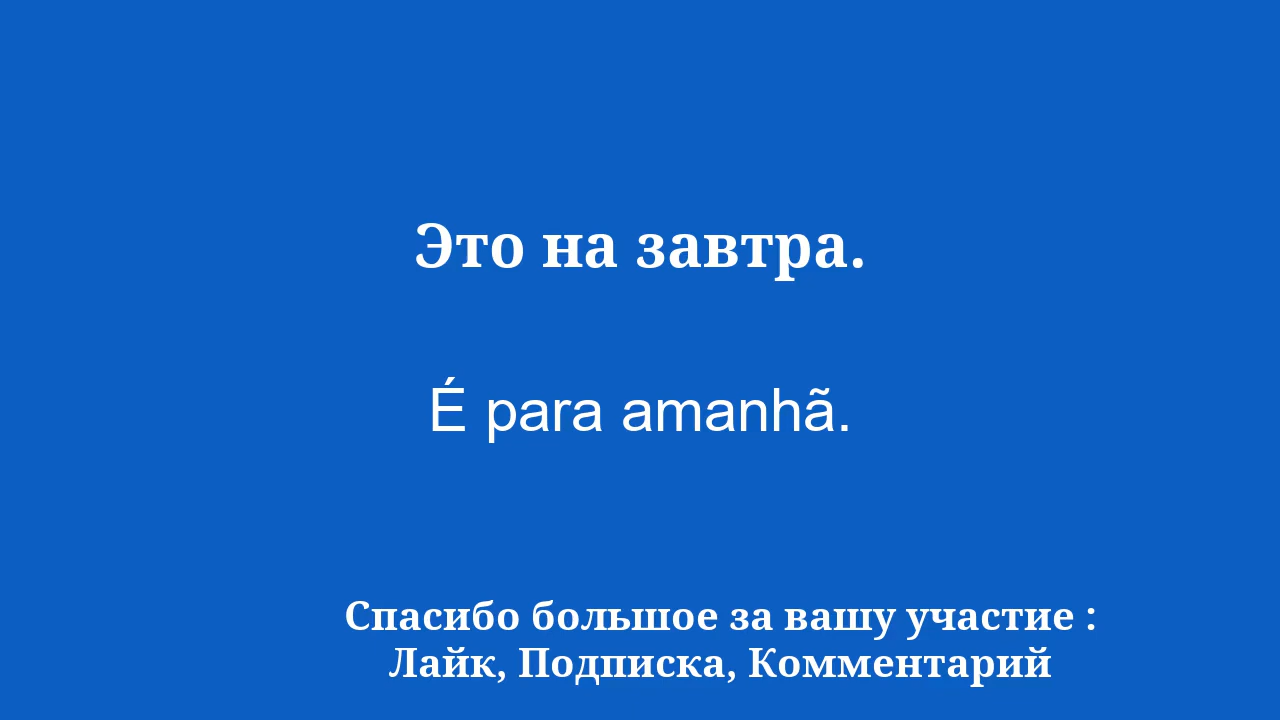 Это на завтра.
É para amanhã.
Спасибо большое за вашу участие :
Лайк, Подписка, Комментарий